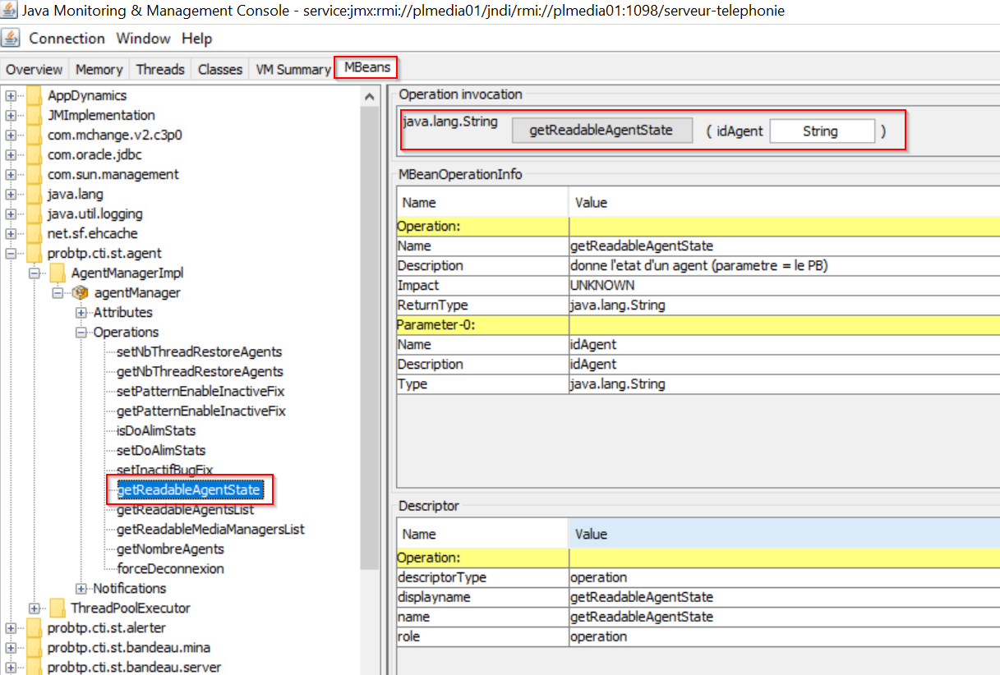 Java Monitoring & Management Console - service:jmx:rmi://plmedia01/jndi/rmi://plmedia01:1098/serveur-telephonie
Connection Window Help
Overview Memory Threads Classes VM Summary MBeans
AppDynamics
JMImplementation
com.mchange.v2.c3p0
com.oracle.jdbc
com.sun.management
java.lang
java.util.logging
net.sf.ehcache
probtp.cti.st.agent
AgentManagerImpl
agentManager
Attributes
Operations
setNbThreadRestoreAgents
getNbThreadRestoreAgents
setPatternEnableInactiveFix
getPatternEnableInactiveFix
isDoAlimStats
setDoAlimStats
setInactifBugFix
getReadableAgentState
getReadableAgentsList
getReadableMediaManagersList
getNombreAgents
forceDeconnexion
Notifications
ThreadPoolExecutor
probtp.cti.st.alerter
probtp.cti.st.bandeau.mina
probtp.cti.st.bandeau.server
Operation invocation
java.lang.String getReadableAgentState ( idAgent String )
MBeanOperationInfo
Name Value
Operation:
Name getReadableAgentState
Description donne l'etat d'un agent (parametre = le PB)
Impact UNKNOWN
ReturnType java.lang.String
Parameter-0:
Name idAgent
Description idAgent
Type java.lang.String
Descriptor
Name Value
Operation:
descriptorType operation
displayname getReadableAgentState
name getReadableAgentState
role operation